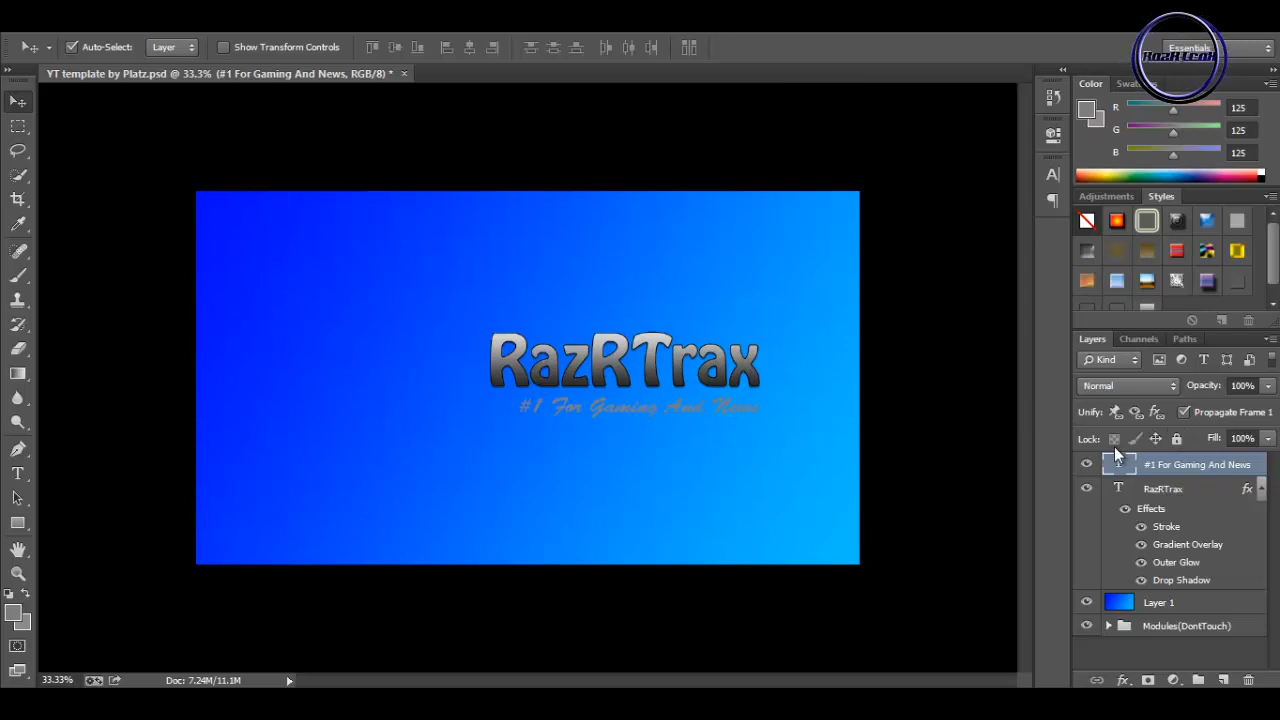 Auto-Select:
Layer
Show Transform Controls
Essentials
RazRTrax
YT template by Platz.psd @ 33.3% (#1 For Gaming And News, RGB/8) *
Color
R
125
G
125
B
125
Adjustments
Styles
RazRTrax
#1 For Gaming And News
Layers
Channels
Paths
Kind
Normal
Opacity:
100%
Unify:
Propagate Frame 1
Lock:
Fill:
100%
#1 For Gaming And News
T
RazRTrax
fx
Effects
Stroke
Gradient Overlay
Outer Glow
Drop Shadow
Layer 1
Modules(DontTouch)
33.33%
Doc: 7.24M/11.1M
fx